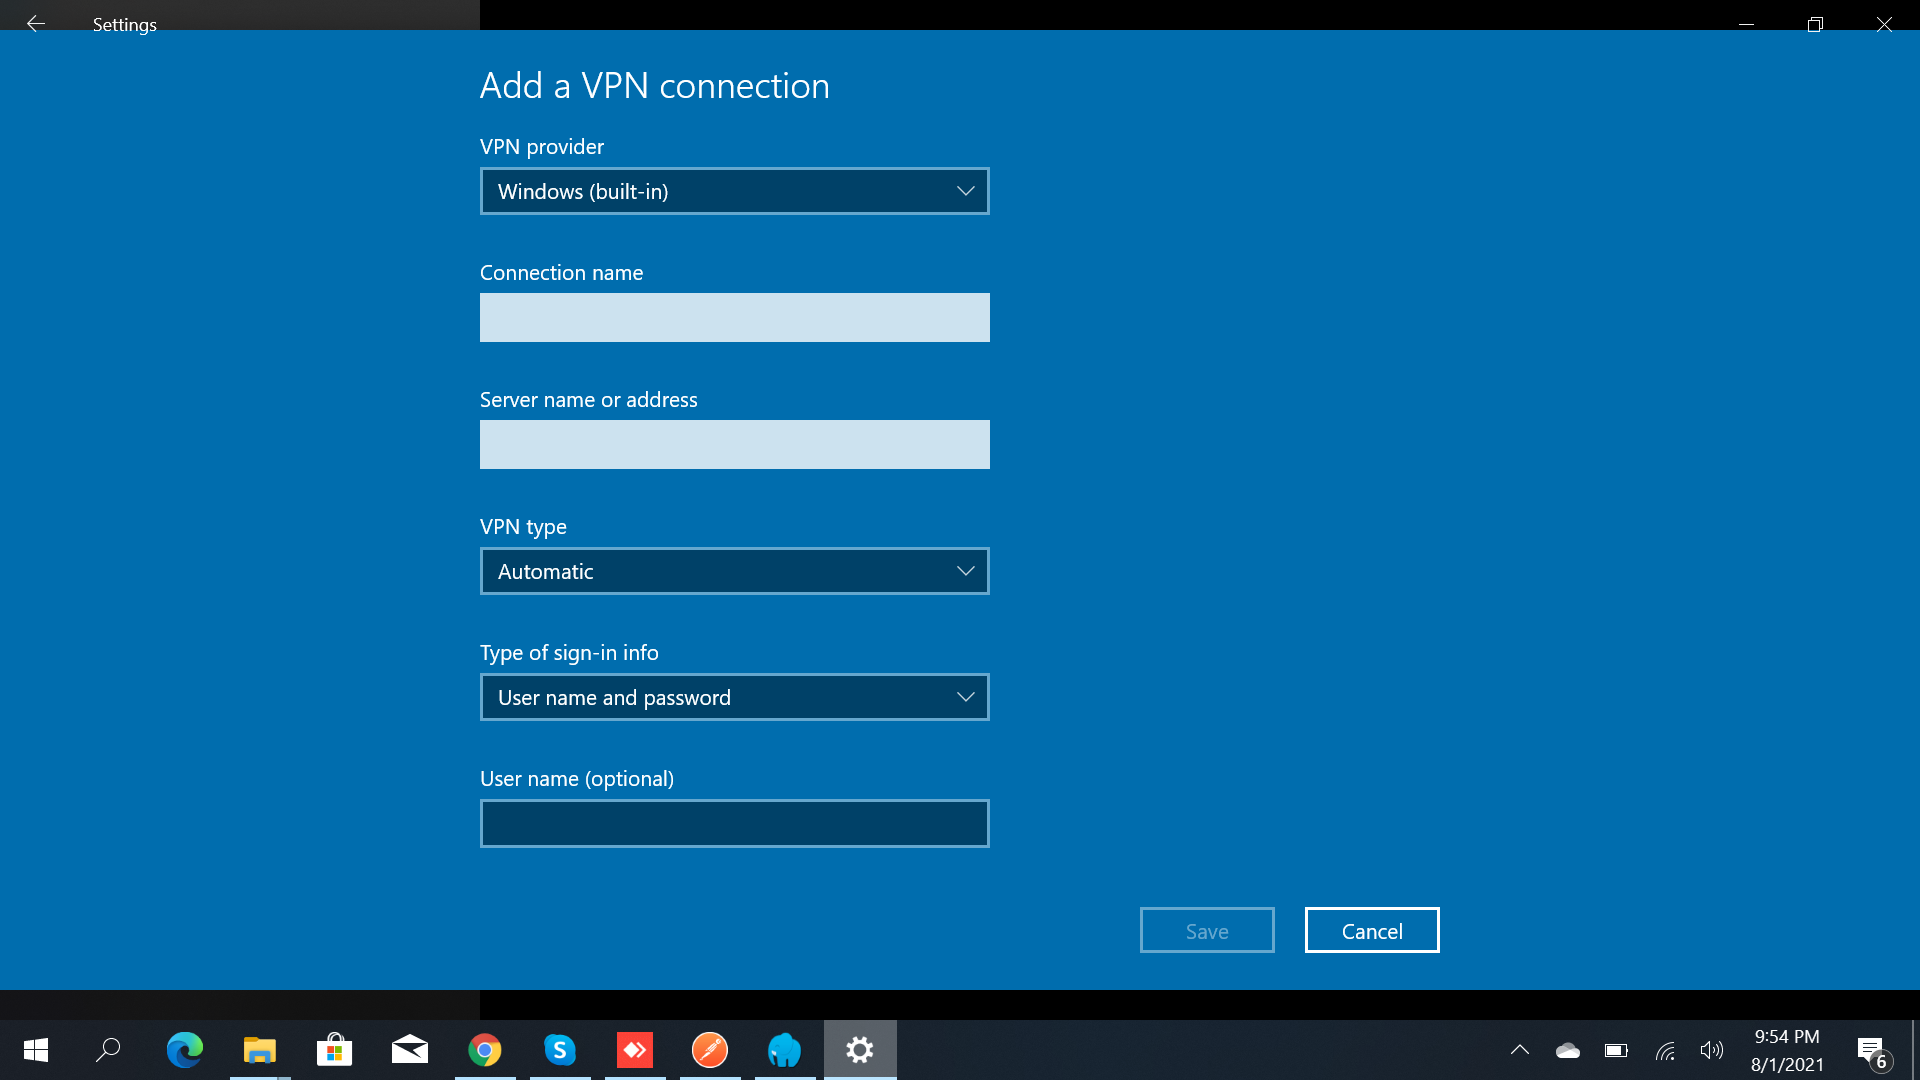 Settings
Add a VPN connection
VPN provider
Windows (built-in)
Connection name
Server name or address
VPN type
Automatic
Type of sign-in info
User name and password
User name (optional)
Save
Cancel
S
9:54 PM
8/1/2021
6